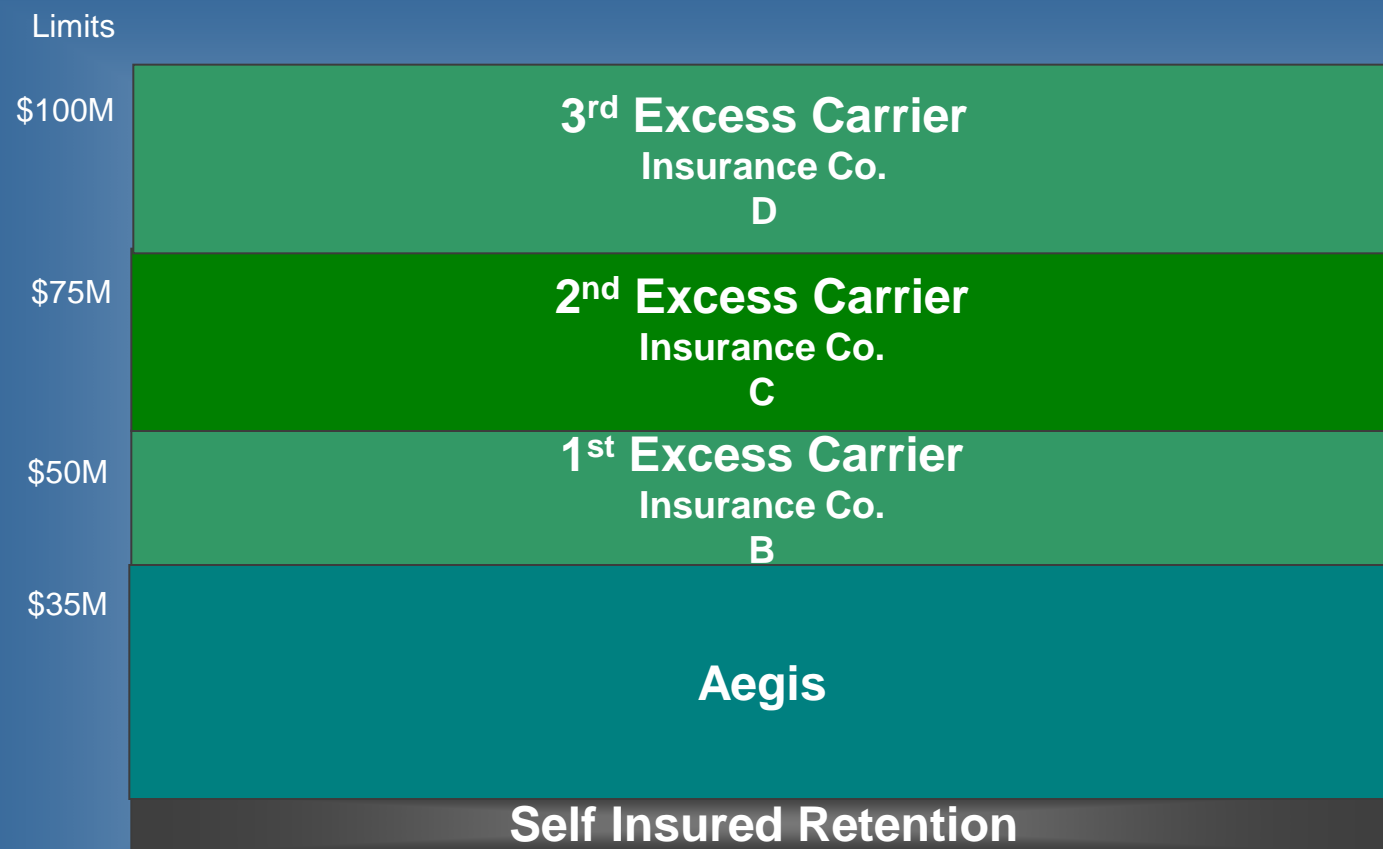 Limits
$100M
3rd Excess Carrier
Insurance Co.
D
$75M
2nd Excess Carrier
Insurance Co.
C
$50M
1st Excess Carrier
Insurance Co.
B
$35M
Aegis
Self Insured Retention